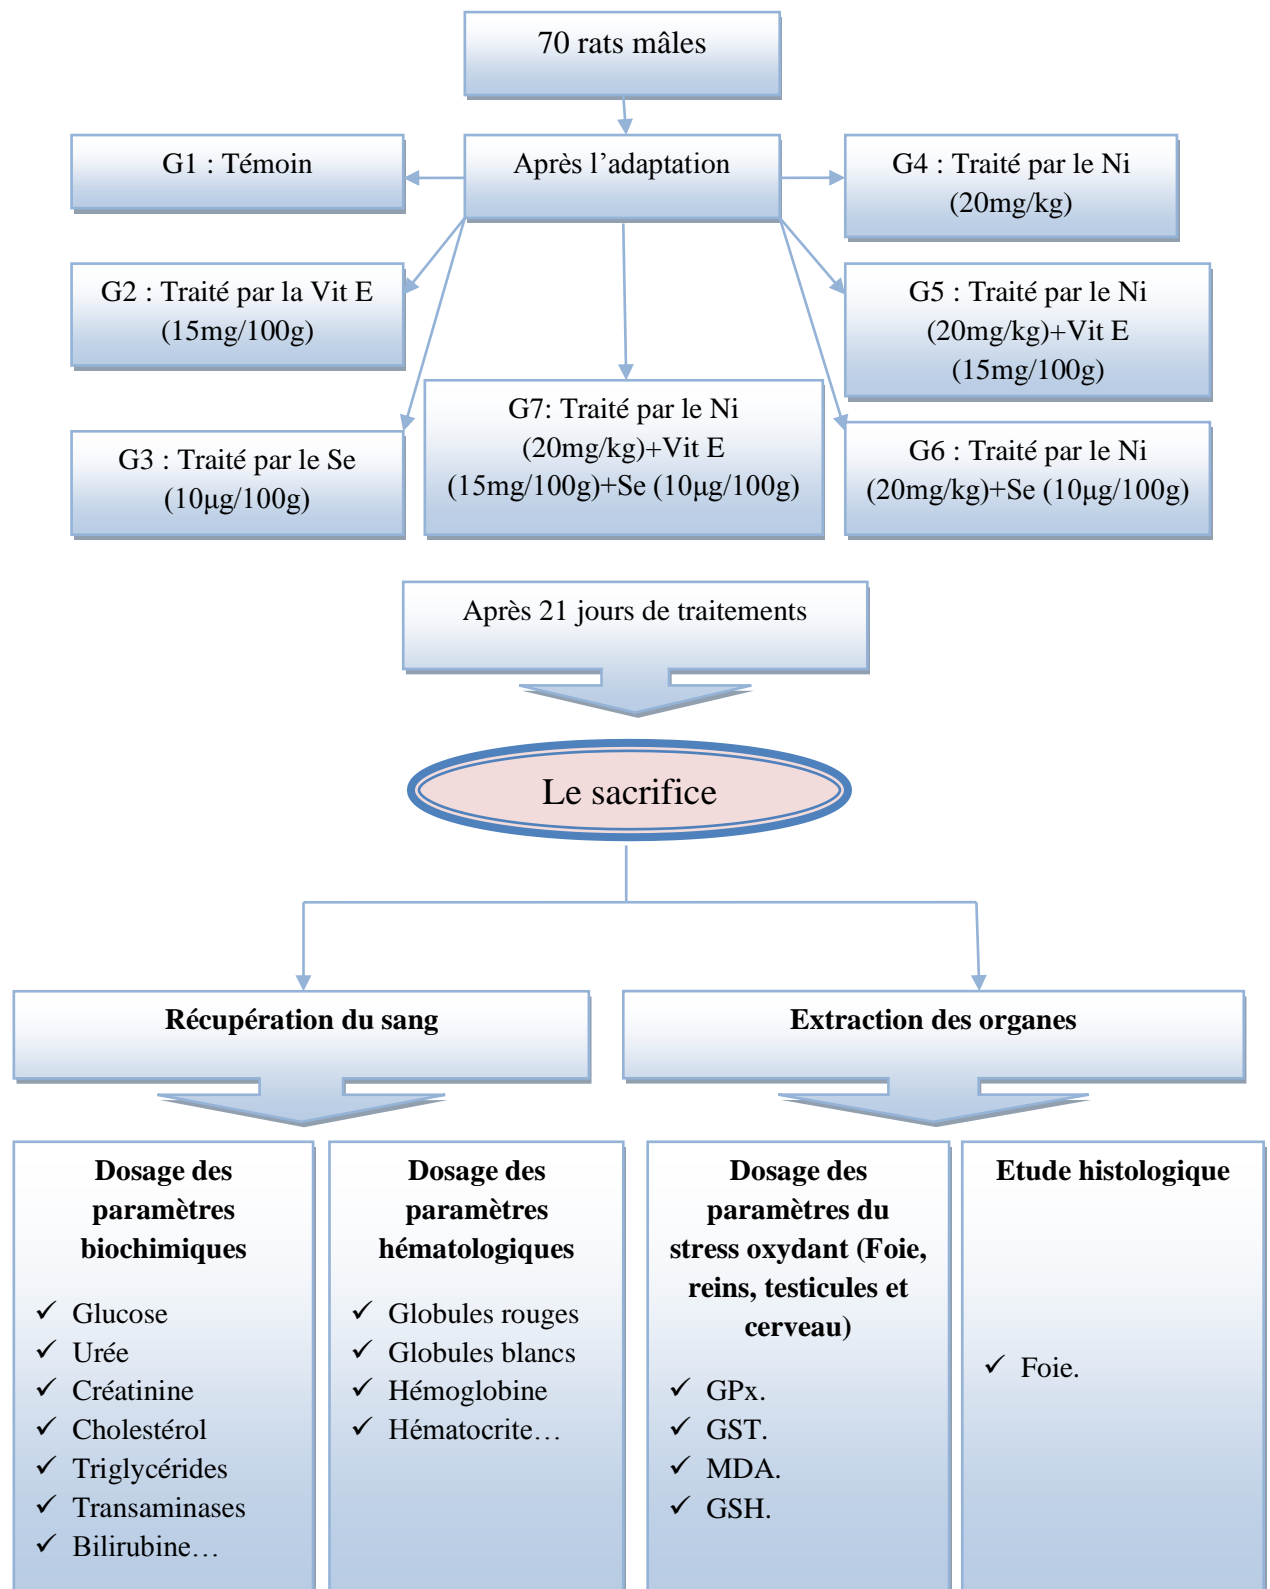 70 rats mâles
G1 : Témoin
Après l’adaptation
G4 : Traité par le Ni
(20mg/kg)
G2 : Traité par la Vit E
(15mg/100g)
G5 : Traité par le Ni
(20mg/kg)+Vit E
(15mg/100g)
G3 : Traité par le Se
(10µg/100g)
G7: Traité par le Ni
(20mg/kg)+Vit E
(15mg/100g)+Se (10µg/100g)
G6 : Traité par le Ni
(20mg/kg)+Se (10µg/100g)
Après 21 jours de traitements
Le sacrifice
Récupération du sang
Extraction des organes
Dosage des
paramètres
biochimiques
✓ Glucose
✓ Urée
✓ Créatinine
✓ Cholestérol
✓ Triglycérides
✓ Transaminases
✓ Bilirubine…
Dosage des
paramètres
hématologiques
✓ Globules rouges
✓ Globules blancs
✓ Hémoglobine
✓ Hématocrite…
Dosage des
paramètres du
stress oxydant (Foie,
reins, testicules et
cerveau)
✓ GPx.
✓ GST.
✓ MDA.
✓ GSH.
Etude histologique
✓ Foie.